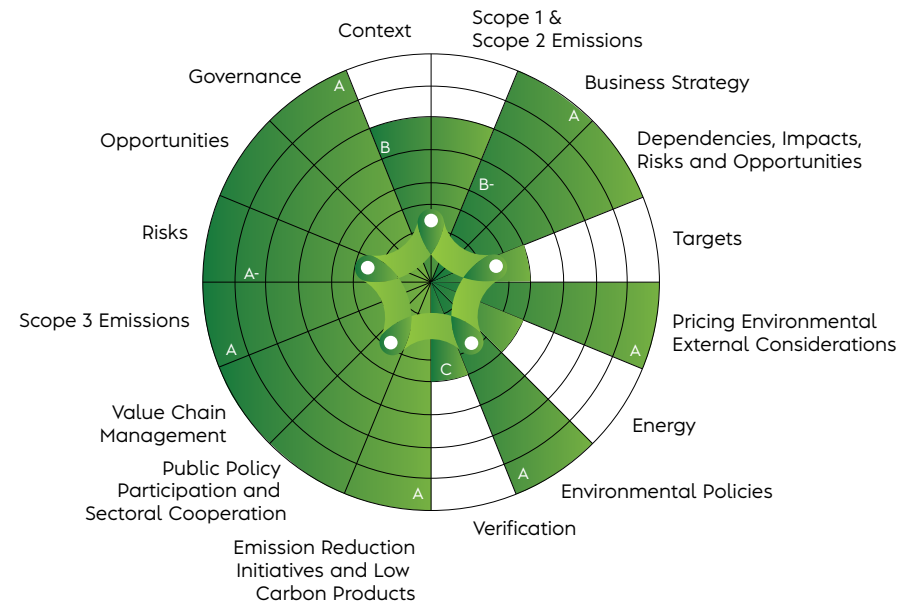 Context
Scope 1 &
Scope 2 Emissions
Governance
A
Business Strategy
A
Opportunities
B
Dependencies, Impacts,
Risks and Opportunities
B-
Risks
Targets
A-
Scope 3 Emissions
A
Pricing Environmental
External Considerations
A
C
Value Chain
Management
Energy
Public Policy
Participation and
Sectoral Cooperation
A
A
Environmental Policies
Verification
Emission Reduction
Initiatives and Low
Carbon Products